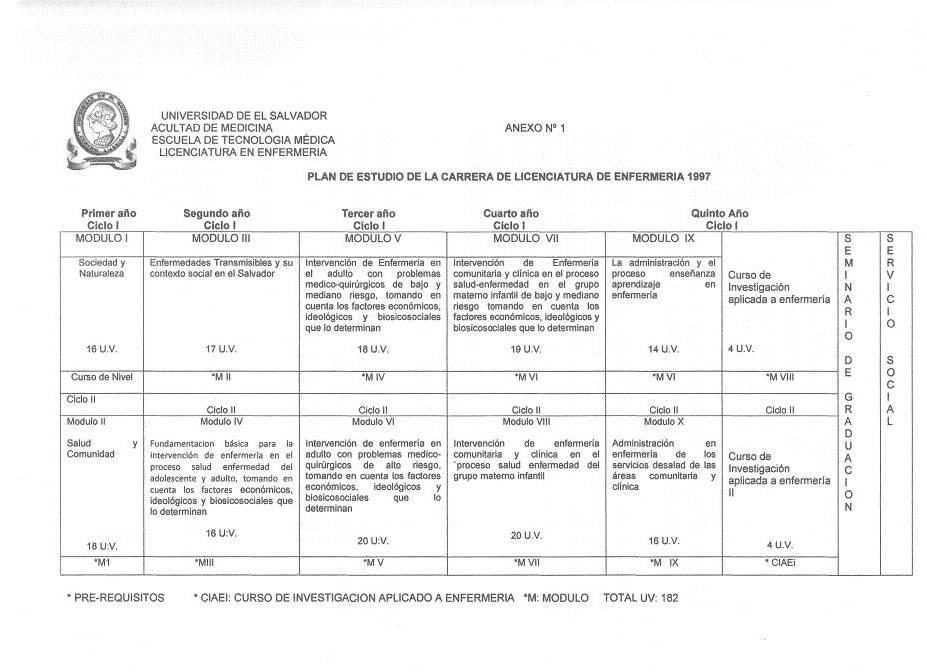 UNIVERSIDAD DE EL SALVADOR
ACULTAD DE MEDICINA
ESCUELA DE TECNOLOGIA MÉDICA
LICENCIATURA EN ENFERMERIA
ANEXO Nº 1
PLAN DE ESTUDIO DE LA CARRERA DE LICENCIATURA DE ENFERMERIA 1997
Primer año
Ciclo I
Segundo año
Ciclo I
Tercer año
Ciclo I
Cuarto año
Ciclo I
Quinto Año
Ciclo I
MODULO I
MODULO III
MODULO V
MODULO VII
MODULO IX
Sociedad y
Naturaleza
16 U.V.
Enfermedades Transmisibles y su
contexto social en el Salvador
17 U.V.
Intervención de Enfermería en
el adulto con problemas
medico-quirúrgicos de bajo y
mediano riesgo, tomando en
cuenta los factores económicos,
ideológicos y biosicosociales
que lo determinan
18 U.V.
Intervención de Enfermería
comunitaria y clínica en el proceso
salud-enfermedad en el grupo
materno infantil de bajo y mediano
riesgo tomando en cuenta los
factores económicos, ideológicos y
biosicosociales que lo determinan
19 U.V.
La administración y el
proceso enseñanza
aprendizaje en
enfermería
14 U.V.
Curso de
Investigación
aplicada a enfermería
4 U.V.
Curso de Nivel
*M II
*M IV
*M VI
*M VI
*M VIII
Ciclo II
Ciclo II
Ciclo II
Ciclo II
Ciclo II
Ciclo II
Modulo II
Modulo IV
Modulo VI
Modulo VIII
Modulo X
Salud y
Comunidad
18 U:V.
Fundamentacion básica para la
intervención de enfermería en el
proceso salud enfermedad del
adolescente y adulto, tomando en
cuenta los factores económicos,
ideológicos y biosicosociales que
lo determinan
16 U:V.
Intervención de enfermería en
adulto con problemas medico-
quirúrgicos de alto riesgo,
tomando en cuenta los factores
económicos, ideológicos y
biosicosociales que lo
determinan
20 U:V.
Intervención de enfermería
comunitaria y clínica en el
`proceso salud enfermedad del
grupo materno infantil
20 U.V.
Administración en
enfermería de los
servicios desalad de las
áreas comunitaria y
clínica
16 U.V.
Curso de
Investigación
aplicada a enfermería
II
4 U.V.
*M1
*MIII
*M V
*M VII
*M IX
* CIAEi
SEMINARIO DE GRADUACION
SERVICIO SOCIAL
* PRE-REQUISITOS * CIAEI: CURSO DE INVESTIGACION APLICADO A ENFERMERIA *M: MODULO TOTAL UV: 182